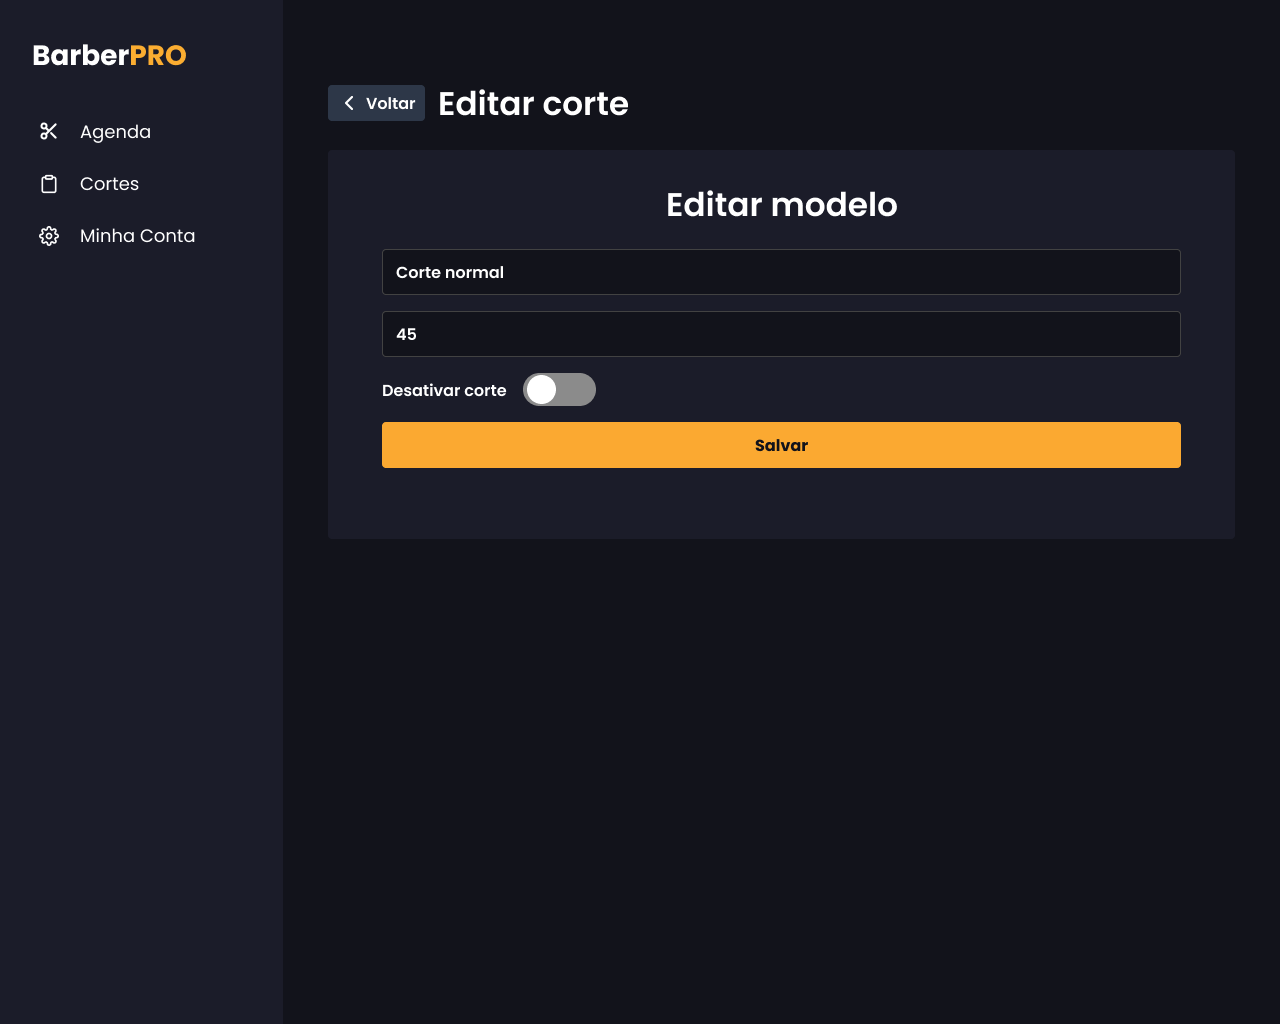 BarberPRO
Agenda
Cortes
Minha Conta
Voltar
Editar corte
Editar modelo
Corte normal
45
Desativar corte
Salvar